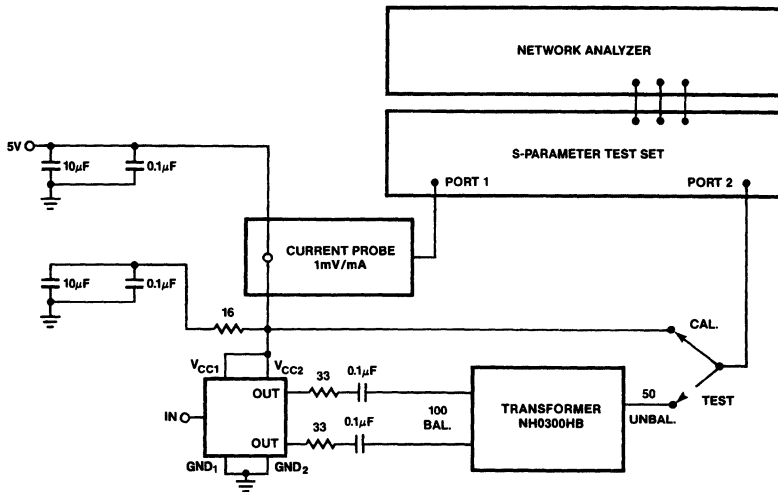 NETWORK ANALYZER
S-PARAMETER TEST SET
PORT 1
PORT 2
5V
10μF
0.1μF
CURRENT PROBE
1mV/mA
10μF
0.1μF
16
CAL.
VCC1
VCC2
33
0.1μF
OUT
IN
OUT
33
0.1μF
100
BAL.
TRANSFORMER
NH0300HB
50
UNBAL.
TEST
GND1
GND2